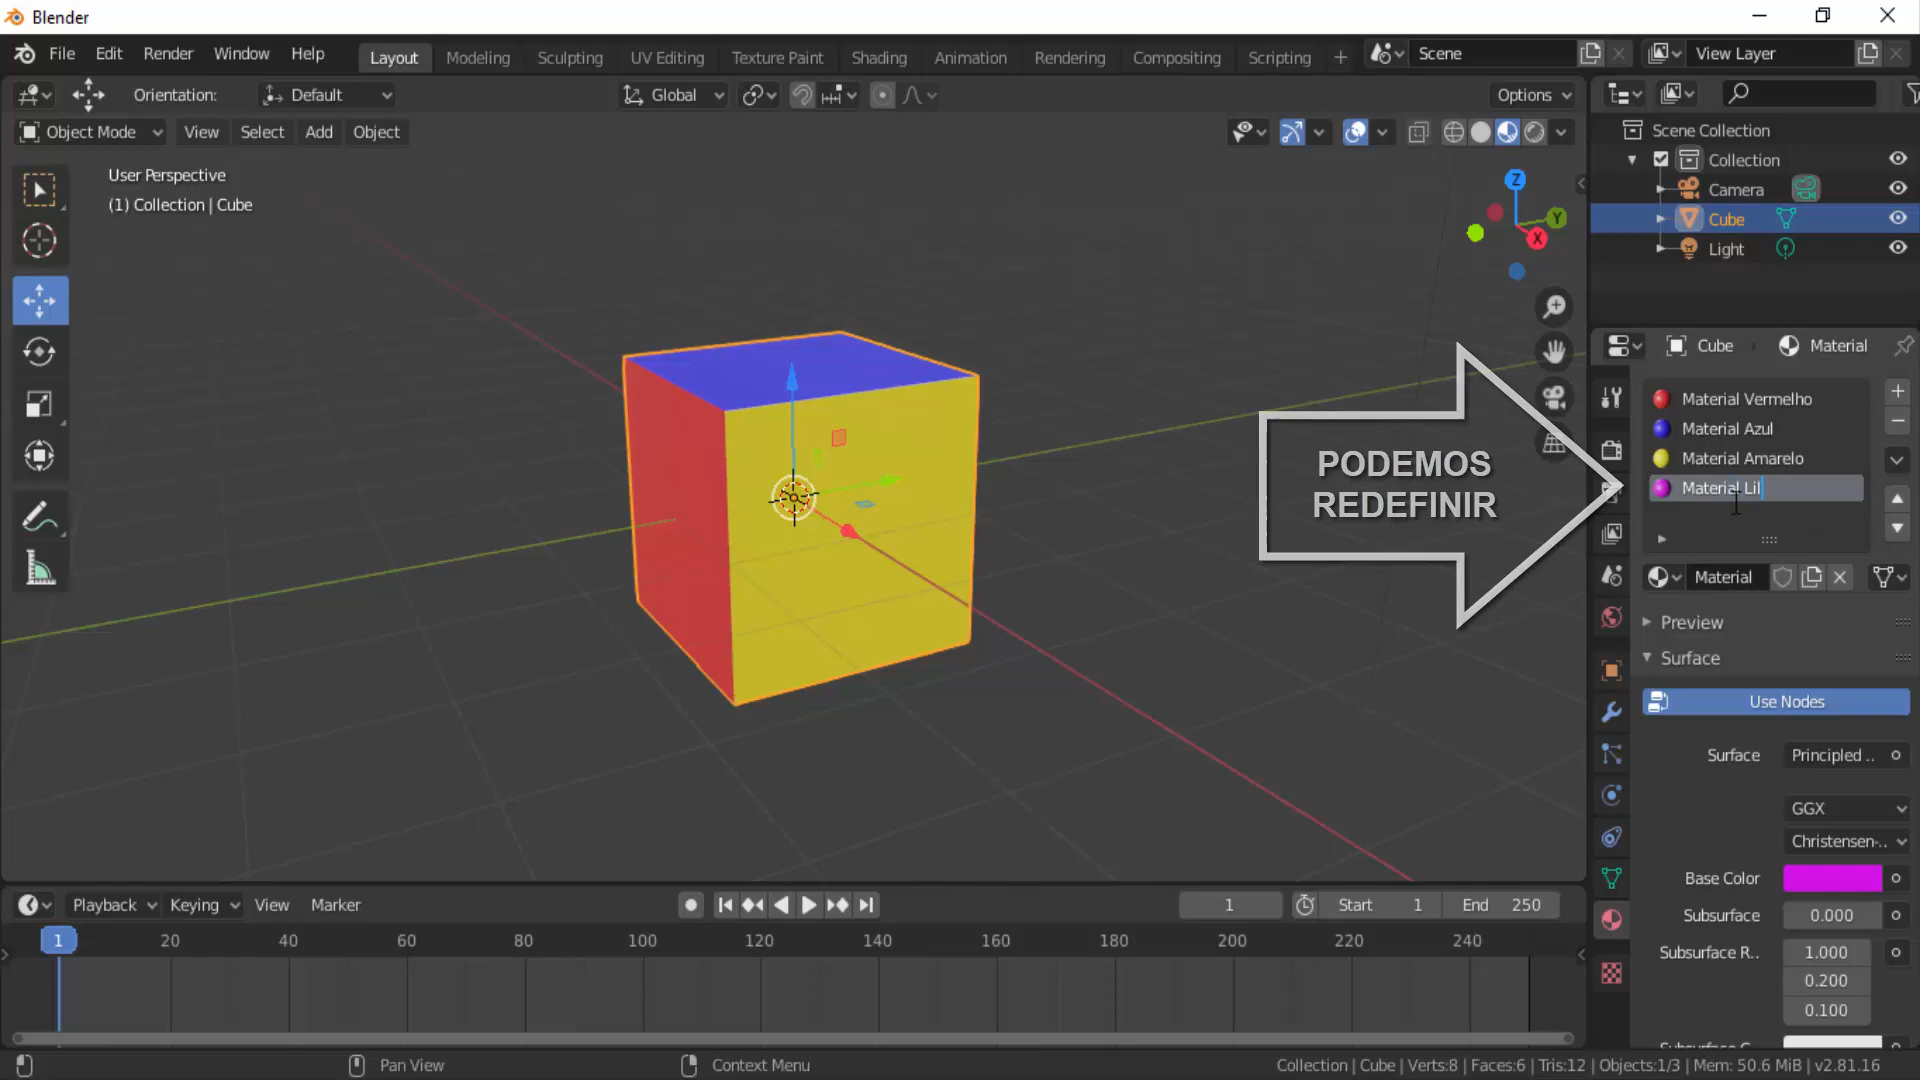 Blender
File Edit Render Window Help Layout Modeling Sculpting UV Editing Texture Paint Shading Animation Rendering Compositing Scripting + Scene View Layer
Orientation: Default Global Options
Object Mode View Select Add Object
User Perspective
(1) Collection | Cube
Z
Y
X
Scene Collection
Collection
Camera
Cube
Light
Cube Material
Material Vermelho
Material Azul
Material Amarelo
Material Lil
PODEMOS
REDEFINIR
Material
Preview
Surface
Use Nodes
Surface Principled ..
GGX
Christensen-..
Base Color
Subsurface 0.000
Subsurface R.. 1.000
0.200
0.100
Playback Keying View Marker 1 Start 1 End 250
1 20 40 60 80 100 120 140 160 180 200 220 240
Pan View Context Menu Collection | Cube | Verts:8 | Faces:6 | Tris:12 | Objects:1/3 | Mem: 50.6 MiB | v2.81.16